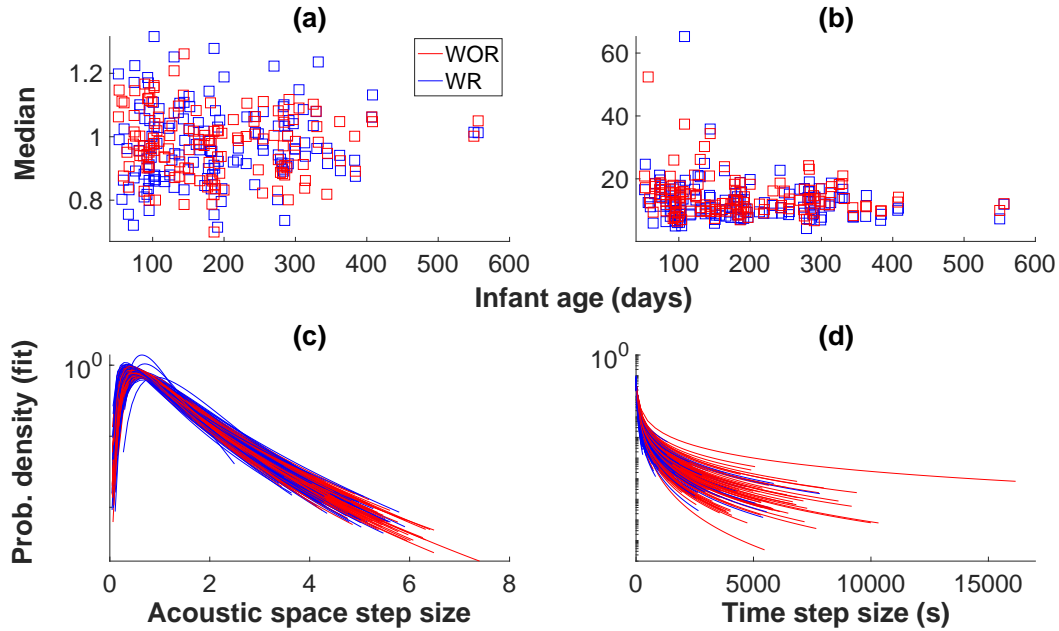 (a) (b)
Median
1.2
1
0.8
100 200 300 400 500 600
WOR
WR
60
40
20
100 200 300 400 500 600
Infant age (days)
(c) (d)
Prob. density (fit)
10^0
0 2 4 6 8
Acoustic space step size
10^0
0 5000 10000 15000
Time step size (s)